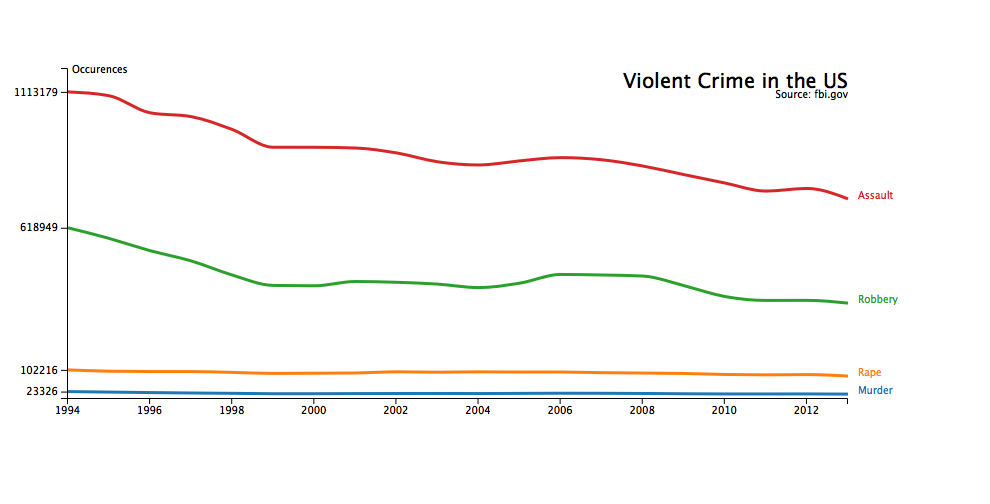 Occurences
Violent Crime in the US
Source: fbi.gov
1113179
Assault
618949
Robbery
102216
Rape
23326
Murder
1994 1996 1998 2000 2002 2004 2006 2008 2010 2012